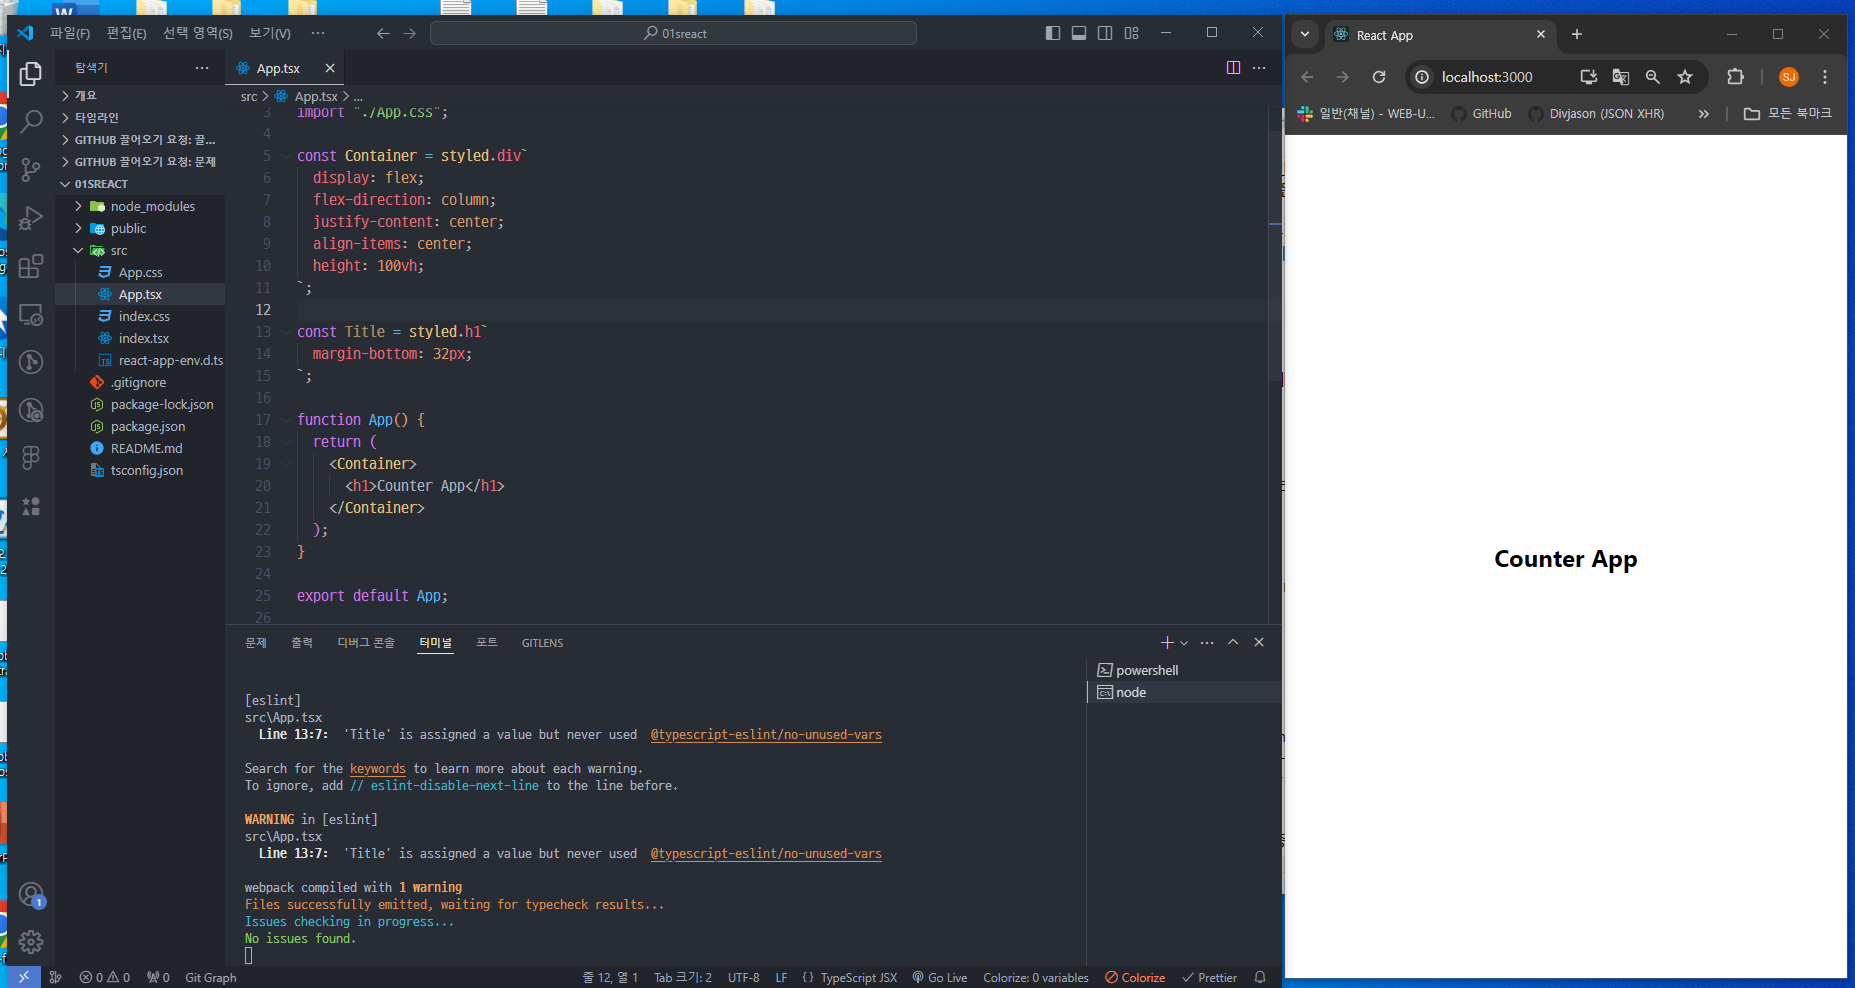 파일(F) 편집(E) 선택 영역(S) 보기(V) ···
01sreact
탐색기
개요
타임라인
GITHUB 끌어오기 요청: 끌...
GITHUB 끌어오기 요청: 문제
01SREACT
node_modules
public
src
App.css
App.tsx
index.css
index.tsx
react-app-env.d.ts
.gitignore
package-lock.json
package.json
README.md
tsconfig.json
App.tsx
src > App.tsx > ...
3 import "./App.css";
4
5 const Container = styled.div`
6 display: flex;
7 flex-direction: column;
8 justify-content: center;
9 align-items: center;
10 height: 100vh;
11 `;
12
13 const Title = styled.h1`
14 margin-bottom: 32px;
15 `;
16
17 function App() {
18 return (
19 <Container>
20 <h1>Counter App</h1>
21 </Container>
22 );
23 }
24
25 export default App;
26
문제 출력 디버그 콘솔 터미널 포트 GITLENS
powershell
node
[eslint]
src\App.tsx
Line 13:7: 'Title' is assigned a value but never used @typescript-eslint/no-unused-vars
Search for the keywords to learn more about each warning.
To ignore, add // eslint-disable-next-line to the line before.
WARNING in [eslint]
src\App.tsx
Line 13:7: 'Title' is assigned a value but never used @typescript-eslint/no-unused-vars
webpack compiled with 1 warning
Files successfully emitted, waiting for typecheck results...
Issues checking in progress...
No issues found.
1
0 0 0 Git Graph
줄 12, 열 1 Tab 크기: 2 UTF-8 LF {} TypeScript JSX Go Live Colorize: 0 variables Colorize Prettier
React App
localhost:3000
SJ
일반(채널) - WEB-U... GitHub Divjason (JSON XHR) » 모든 북마크
Counter App